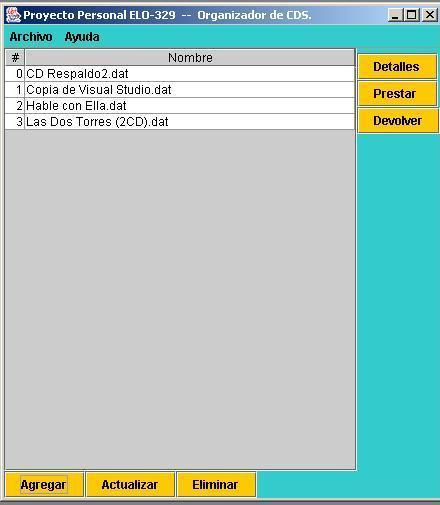 Proyecto Personal ELO-329 -- Organizador de CDS.
Archivo Ayuda
# Nombre
0 CD Respaldo2.dat
1 Copia de Visual Studio.dat
2 Hable con Ella.dat
3 Las Dos Torres (2CD).dat
Detalles
Prestar
Devolver
Agregar Actualizar Eliminar